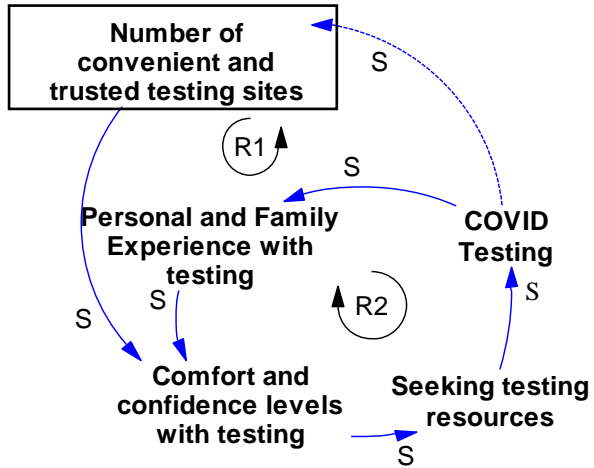 Number of
convenient and
trusted testing sites
S
R1
S
Personal and Family
Experience with
testing
COVID
Testing
S
R2
S
S
Comfort and
confidence levels
with testing
Seeking testing
resources
S